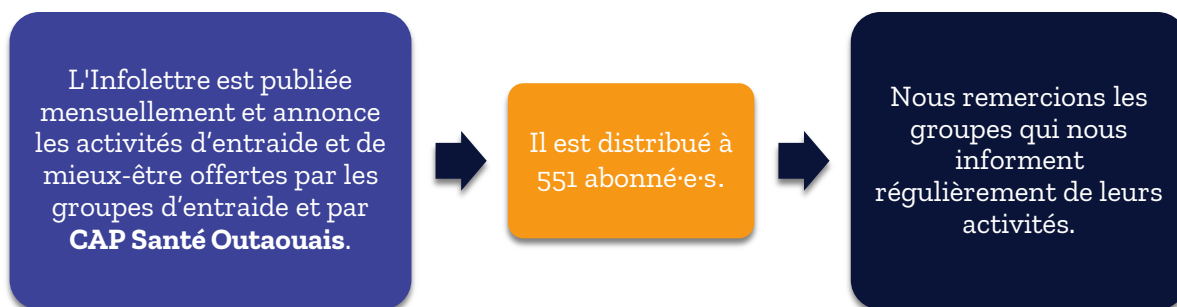 L'Infolettre est publiée
mensuellement et annonce
les activités d’entraide et de
mieux-être offertes par les
groupes d’entraide et par
CAP Santé Outaouais.
Il est distribué à
551 abonné·e·s.
Nous remercions les
groupes qui nous
informent
régulièrement de leurs
activités.